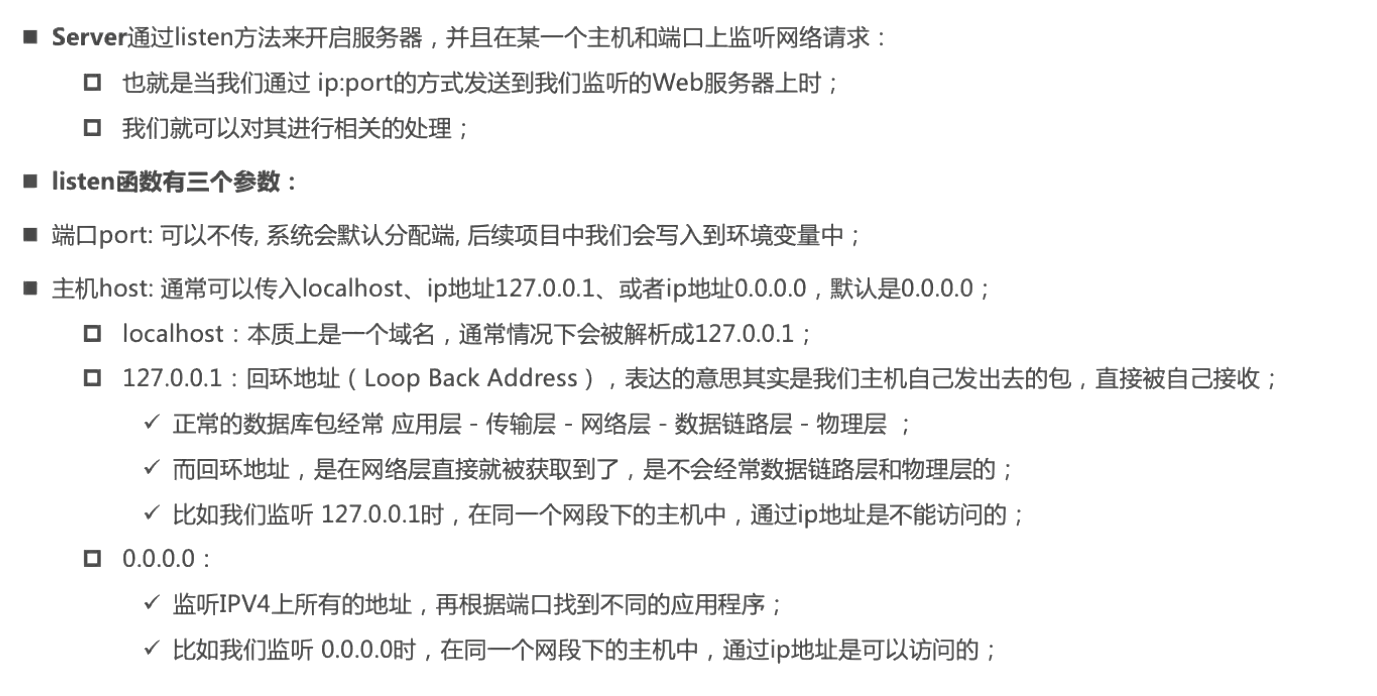 ■ Server通过listen方法来开启服务器，并且在某一个主机和端口上监听网络请求：
也就是当我们通过 ip:port的方式发送到我们监听的Web服务器上时；
我们就可以对其进行相关的处理；
■ listen函数有三个参数：
■ 端口port: 可以不传, 系统会默认分配端, 后续项目中我们会写入到环境变量中；
■ 主机host: 通常可以传入localhost、ip地址127.0.0.1、或者ip地址0.0.0.0，默认是0.0.0.0；
localhost：本质上是一个域名，通常情况下会被解析成127.0.0.1；
127.0.0.1：回环地址（Loop Back Address），表达的意思其实是我们主机自己发出去的包，直接被自己接收；
✓ 正常的数据库包经常 应用层 - 传输层 - 网络层 - 数据链路层 - 物理层 ；
✓ 而回环地址，是在网络层直接就被获取到了，是不会经常数据链路层和物理层的；
✓ 比如我们监听 127.0.0.1时，在同一个网段下的主机中，通过ip地址是不能访问的；
0.0.0.0：
✓ 监听IPV4上所有的地址，再根据端口找到不同的应用程序；
✓ 比如我们监听 0.0.0.0时，在同一个网段下的主机中，通过ip地址是可以访问的；